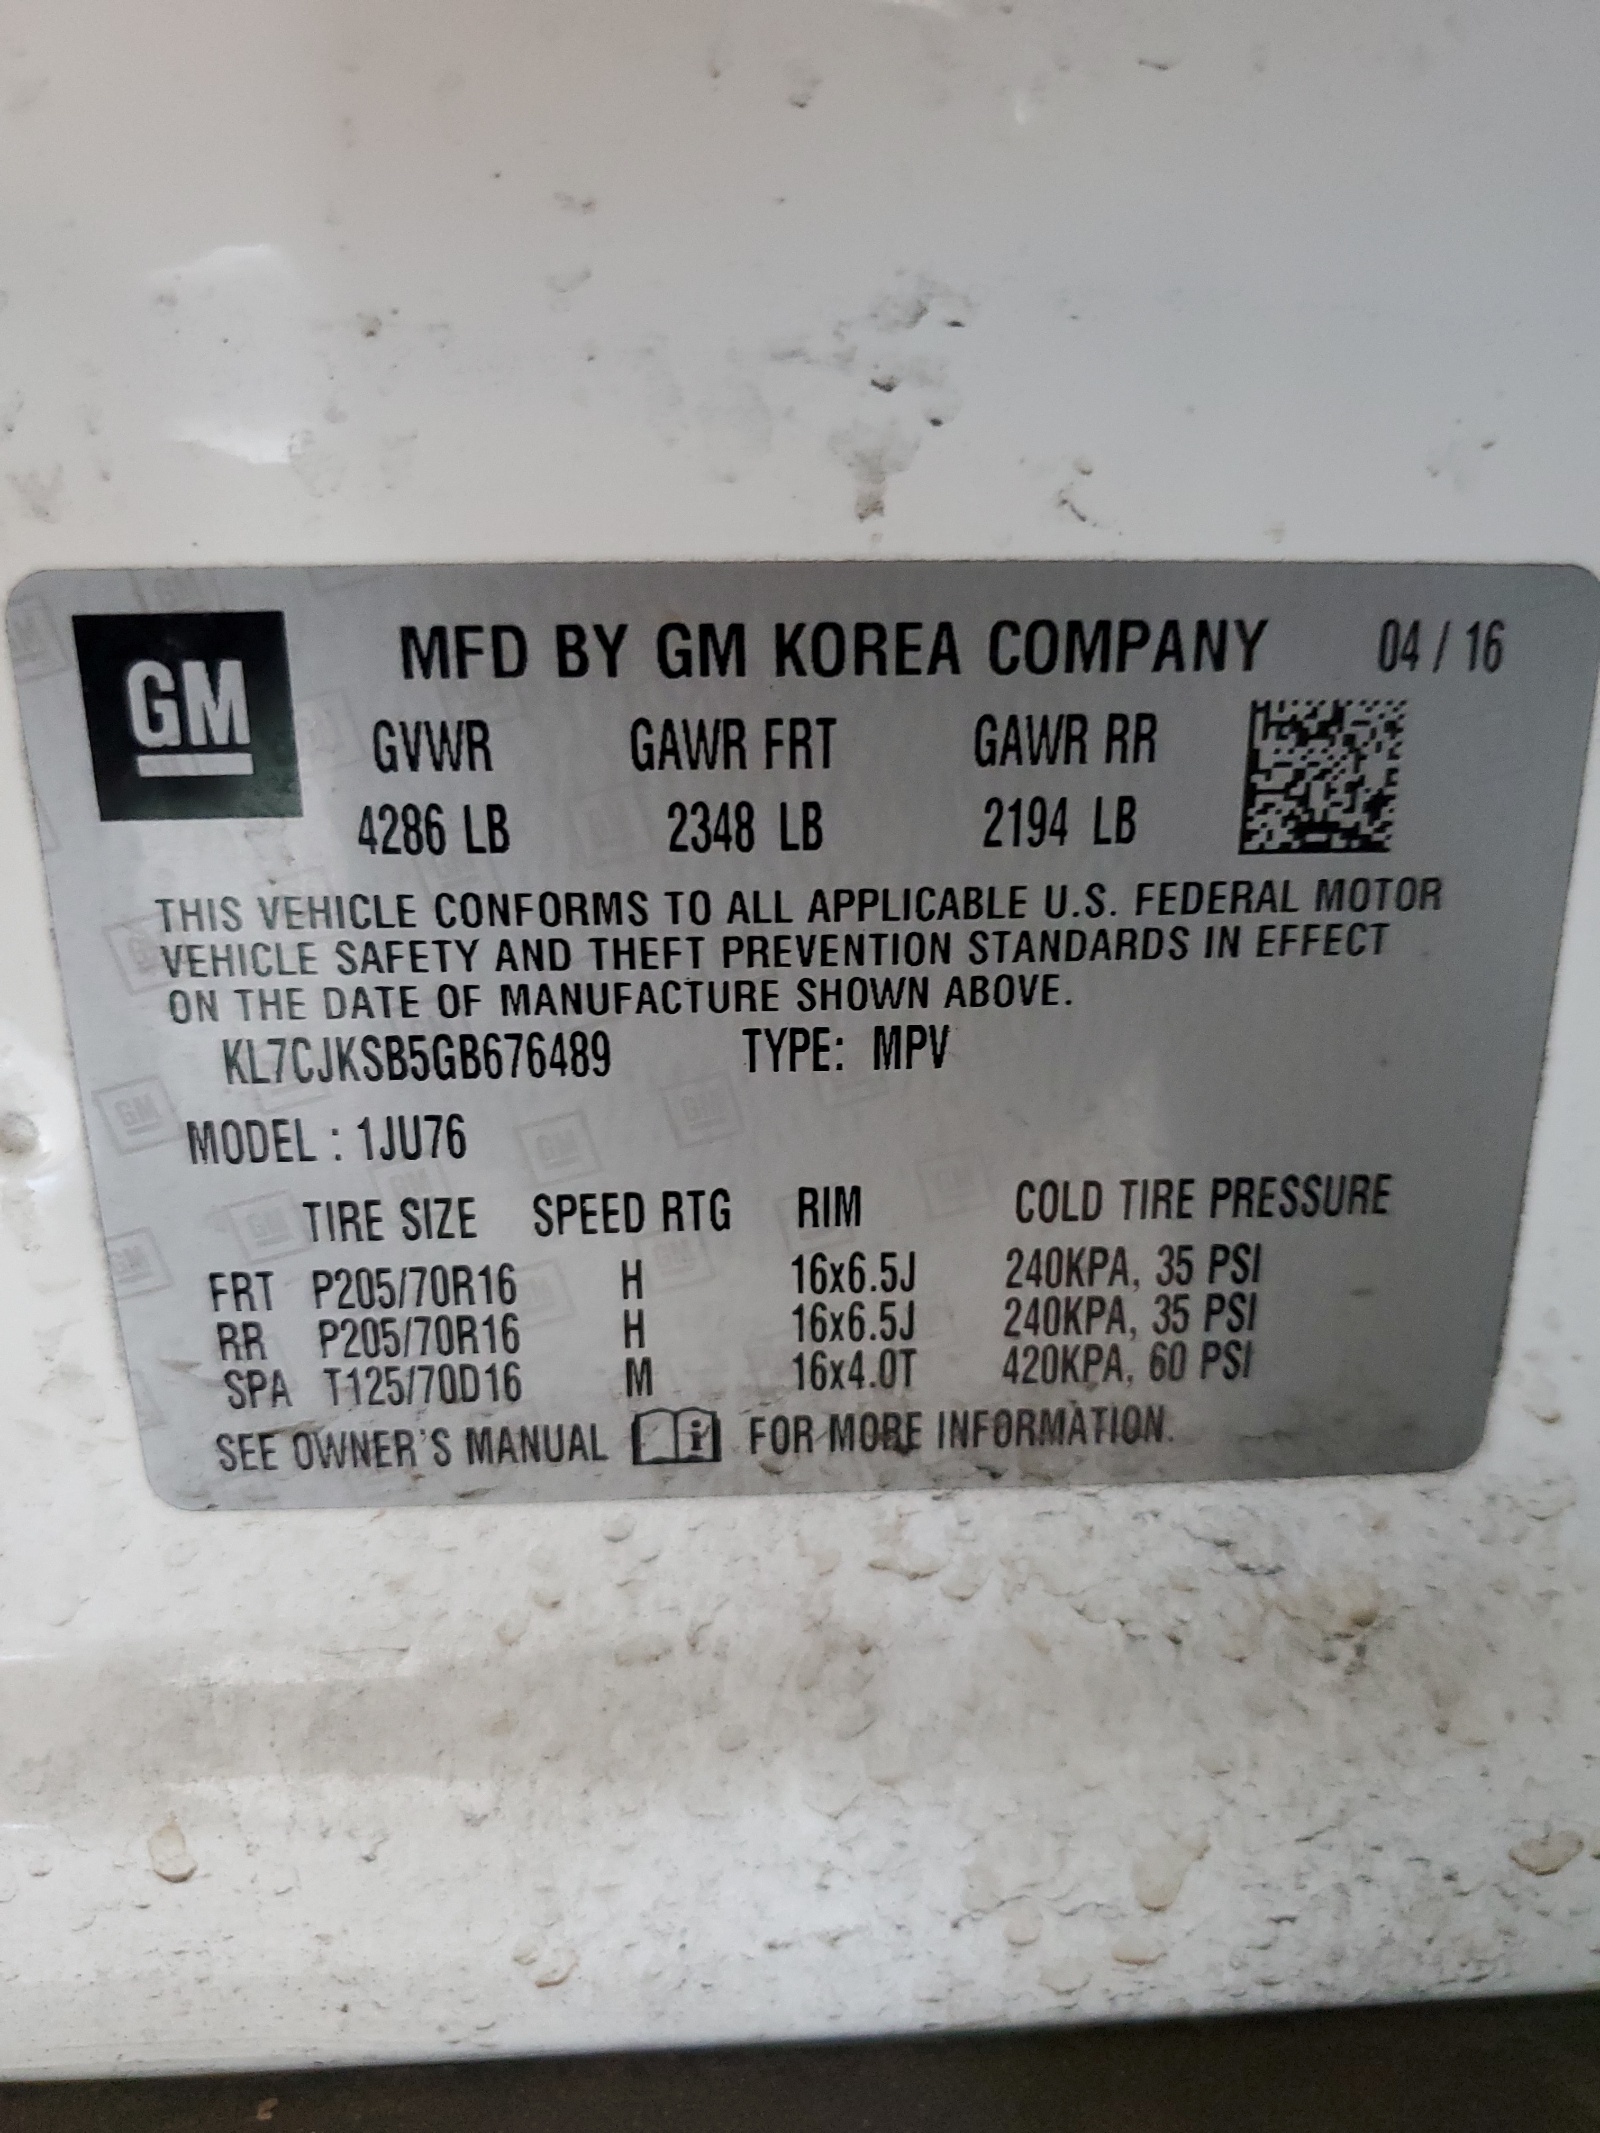 GM MFD BY GM KOREA COMPANY 04 / 16
GVWR GAWR FRT GAWR RR
4286 LB 2348 LB 2194 LB
THIS VEHICLE CONFORMS TO ALL APPLICABLE U.S. FEDERAL MOTOR
VEHICLE SAFETY AND THEFT PREVENTION STANDARDS IN EFFECT
ON THE DATE OF MANUFACTURE SHOWN ABOVE.
KL7CJKSB5GB676489 TYPE: MPV
MODEL : 1JU76
TIRE SIZE SPEED RTG RIM COLD TIRE PRESSURE
FRT P205/70R16 H 16x6.5J 240KPA, 35 PSI
RR P205/70R16 H 16x6.5J 240KPA, 35 PSI
SPA T125/70D16 M 16x4.0T 420KPA, 60 PSI
SEE OWNER'S MANUAL i FOR MORE INFORMATION.